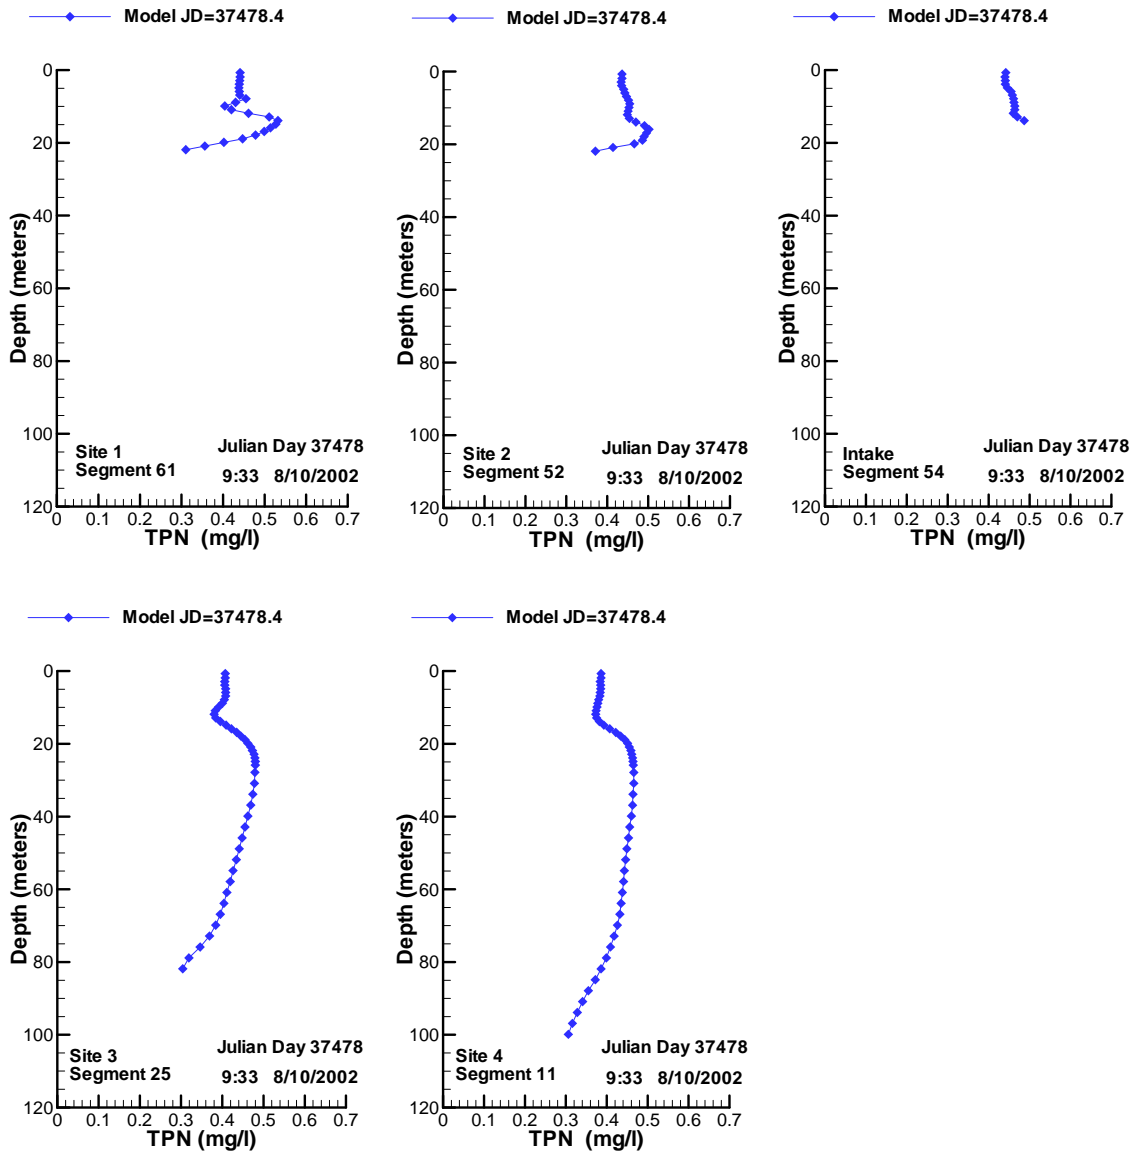 Model JD=37478.4
0
20
40
60
80
100
120
Depth (meters)
Site 1
Segment 61
Julian Day 37478
9:33 8/10/2002
0 0.1 0.2 0.3 0.4 0.5 0.6 0.7
TPN (mg/l)
Model JD=37478.4
0
20
40
60
80
100
120
Depth (meters)
Site 2
Segment 52
Julian Day 37478
9:33 8/10/2002
0 0.1 0.2 0.3 0.4 0.5 0.6 0.7
TPN (mg/l)
Model JD=37478.4
0
20
40
60
80
100
120
Depth (meters)
Intake
Segment 54
Julian Day 37478
9:33 8/10/2002
0 0.1 0.2 0.3 0.4 0.5 0.6 0.7
TPN (mg/l)
Model JD=37478.4
0
20
40
60
80
100
120
Depth (meters)
Site 3
Segment 25
Julian Day 37478
9:33 8/10/2002
0 0.1 0.2 0.3 0.4 0.5 0.6 0.7
TPN (mg/l)
Model JD=37478.4
0
20
40
60
80
100
120
Depth (meters)
Site 4
Segment 11
Julian Day 37478
9:33 8/10/2002
0 0.1 0.2 0.3 0.4 0.5 0.6 0.7
TPN (mg/l)